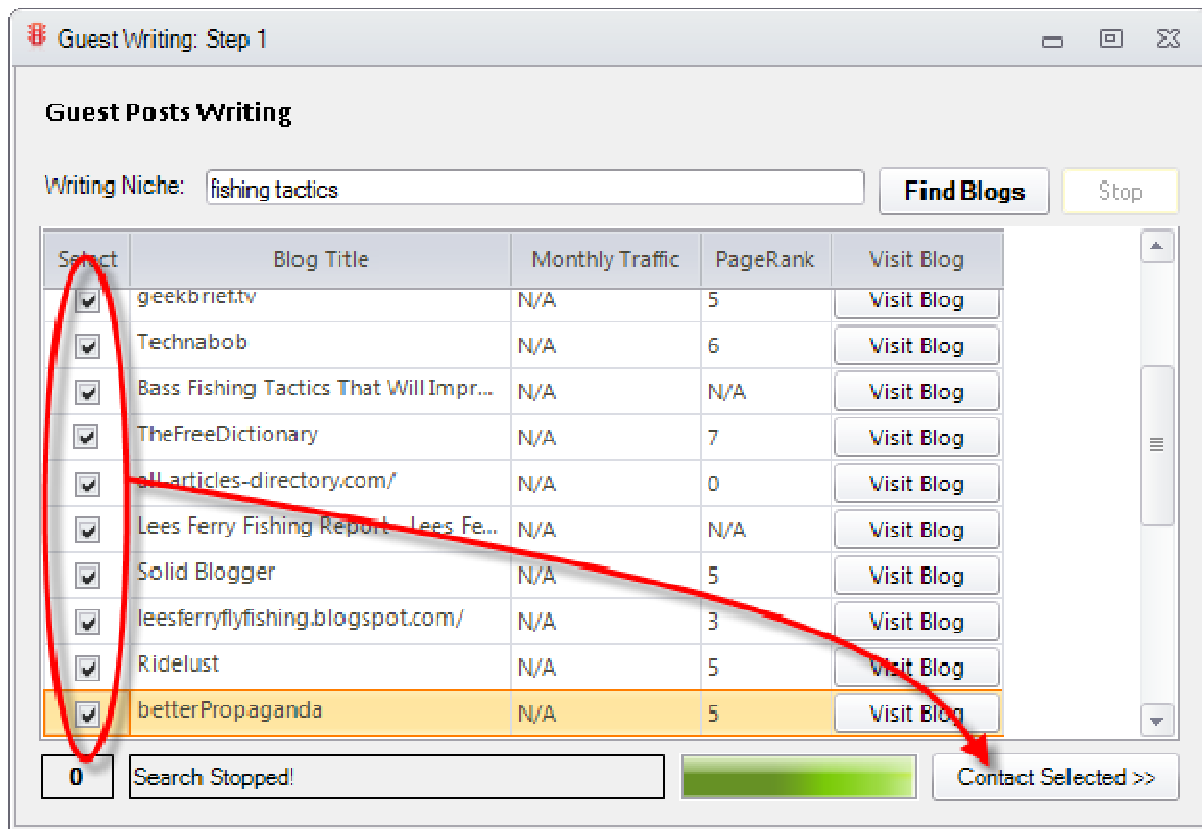 Guest Writing: Step 1
Guest Posts Writing
Writing Niche: fishing tactics Find Blogs Stop
Select Blog Title Monthly Traffic PageRank Visit Blog
geekbrief.tv N/A 5 Visit Blog
Technabob N/A 6 Visit Blog
Bass Fishing Tactics That Will Impr... N/A N/A Visit Blog
TheFreeDictionary N/A 7 Visit Blog
all-articles-directory.com/ N/A 0 Visit Blog
Lees Ferry Fishing Report - Lees Fe... N/A N/A Visit Blog
Solid Blogger N/A 5 Visit Blog
leesferryflyfishing.blogspot.com/ N/A 3 Visit Blog
Ridelust N/A 5 Visit Blog
betterPropaganda N/A 5 Visit Blog
0 Search Stopped! Contact Selected >>